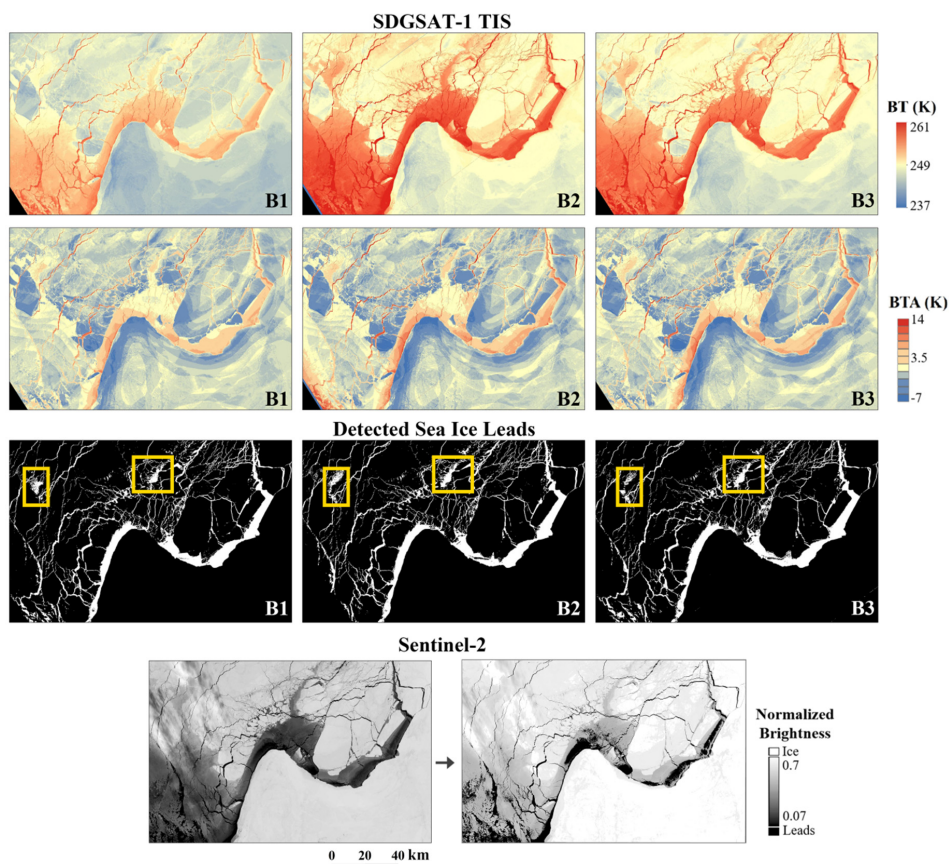 SDGSAT-1 TIS
B1
B2
B3
BT (K)
261
249
237
B1
B2
B3
BTA (K)
14
3.5
-7
Detected Sea Ice Leads
B1
B2
B3
Sentinel-2
Normalized
Brightness
Ice
0.7
0.07
Leads
0 20 40 km